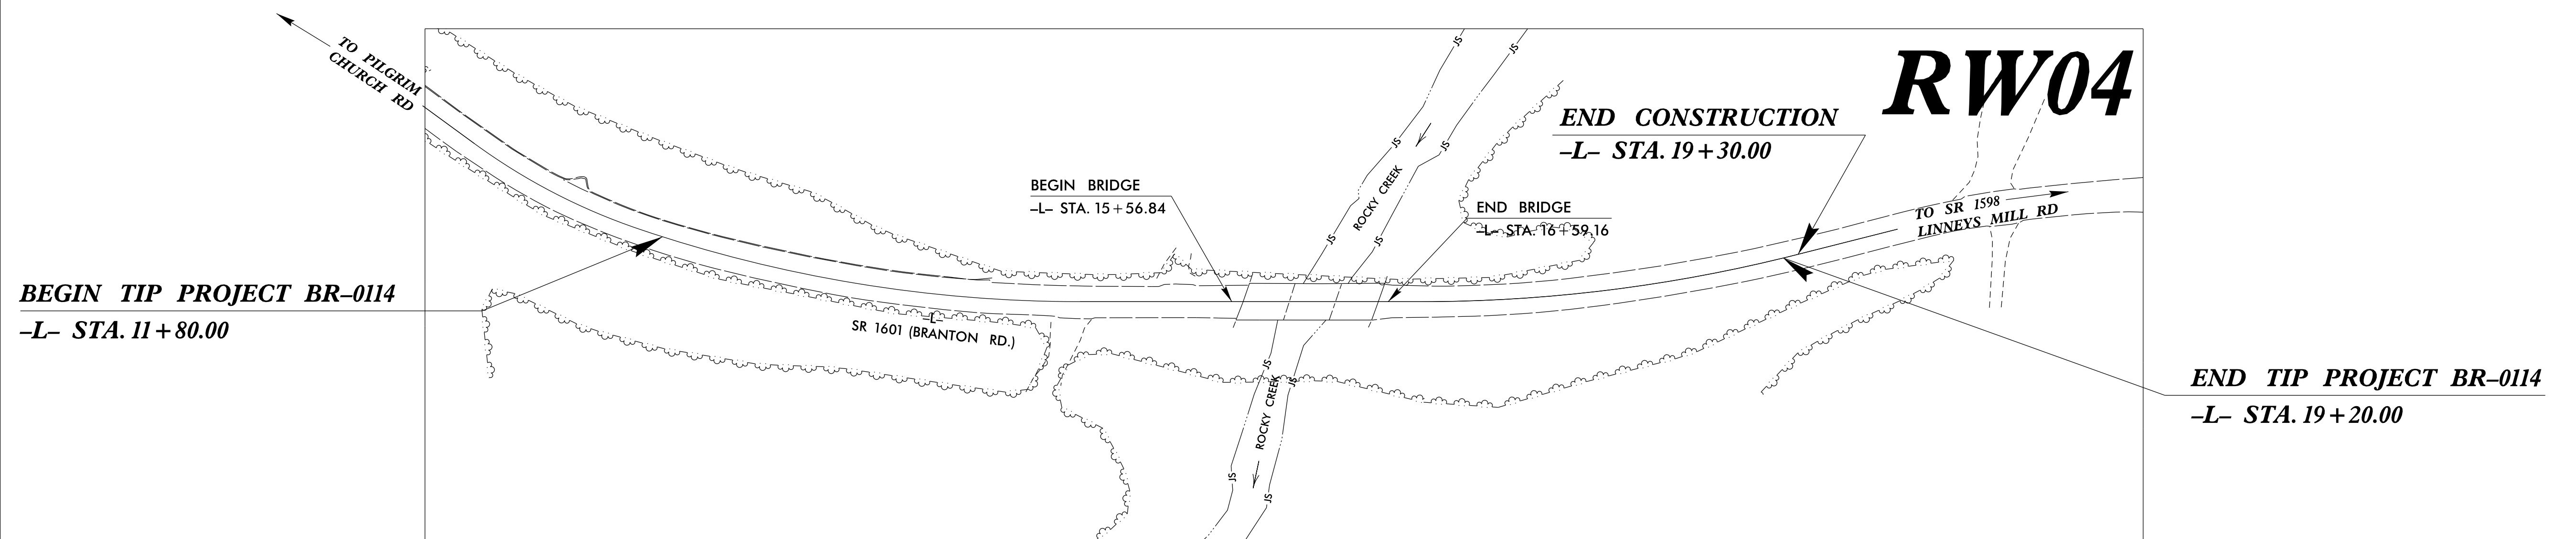 TO PILGRIM
CHURCH RD
RW04
END CONSTRUCTION
–L– STA. 19+30.00
BEGIN BRIDGE
–L– STA. 15+56.84
END BRIDGE
–L– STA. 16+59.16
JS
JS
JS
JS
JS
JS
ROCKY CREEK
TO SR 1598
LINNEYS MILL RD
BEGIN TIP PROJECT BR–0114
–L– STA. 11+80.00
–L–
SR 1601 (BRANTON RD.)
JS
JS
ROCKY CREEK
JS
JS
END TIP PROJECT BR–0114
–L– STA. 19+20.00